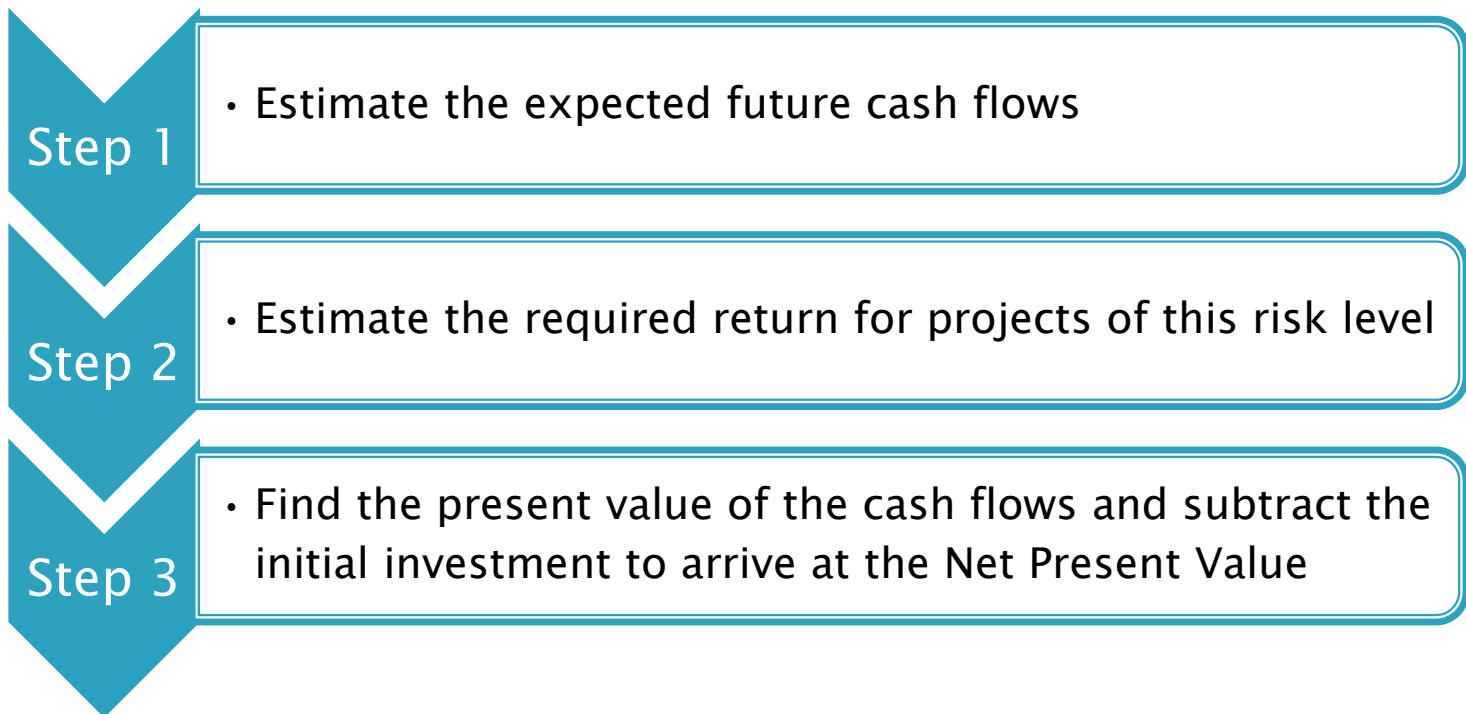 Step 1
· Estimate the expected future cash flows
Step 2
· Estimate the required return for projects of this risk level
Step 3
· Find the present value of the cash flows and subtract the
initial investment to arrive at the Net Present Value